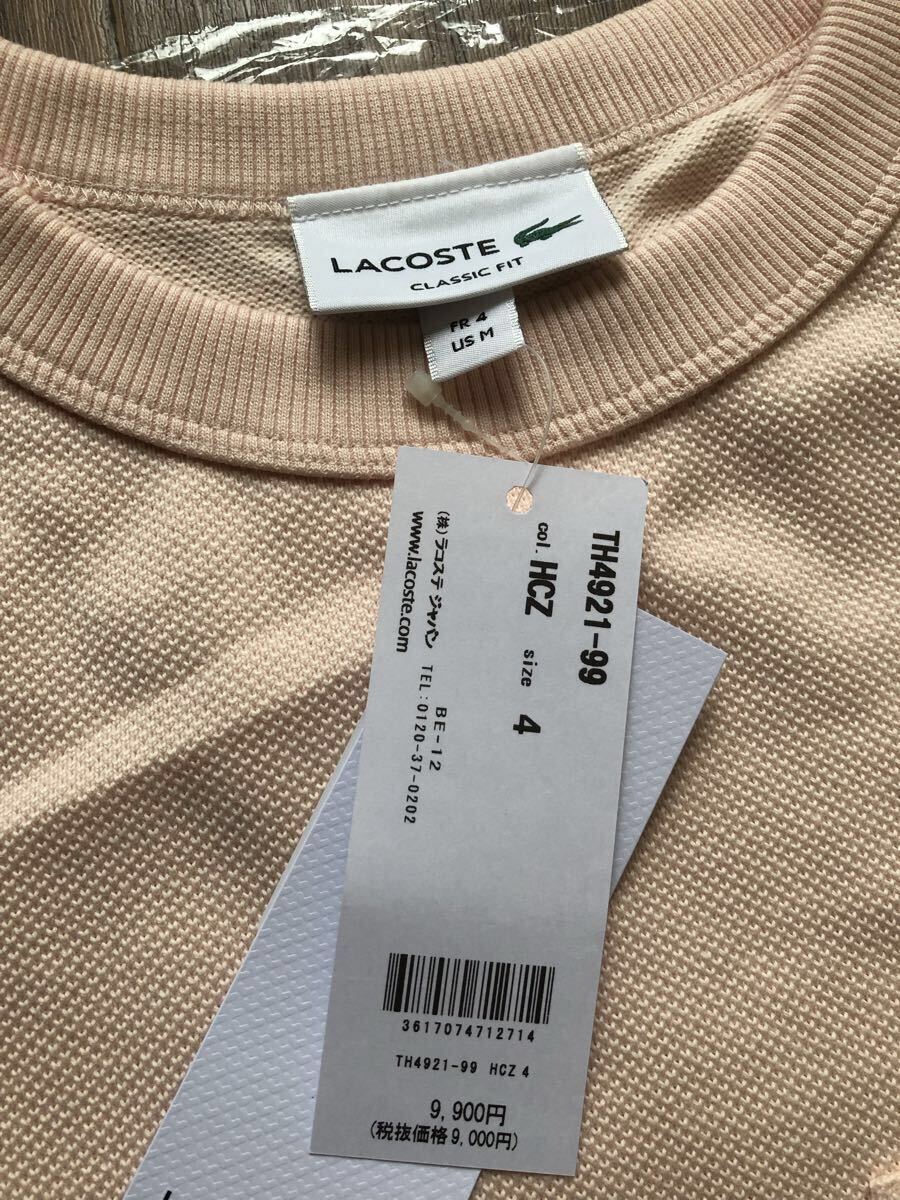 LACOSTE
CLASSIC FIT
FR 4
US M
TH4921-99
col. HCZ size 4
(株)ラコステ ジャパン BE-12
www.lacoste.com TEL:0120-37-0202
3617074712714
TH4921-99 HCZ 4
9,900円
(税抜価格9,000円)